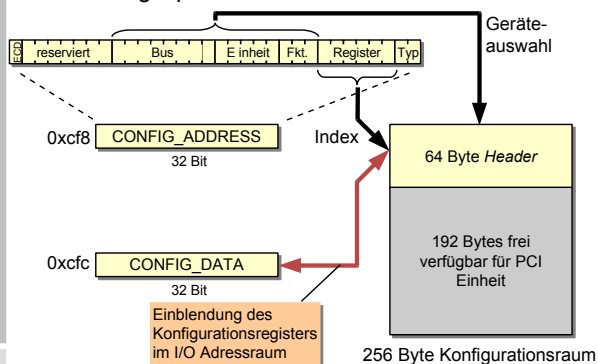 Geräte-
auswahl
ECD reserviert Bus E inheit Fkt. Register Typ
0xcf8 CONFIG_ADDRESS
32 Bit
Index
64 Byte Header
192 Bytes frei
verfügbar für PCI
Einheit
0xcfc CONFIG_DATA
32 Bit
Einblendung des
Konfigurationsregisters
im I/O Adressraum
256 Byte Konfigurationsraum